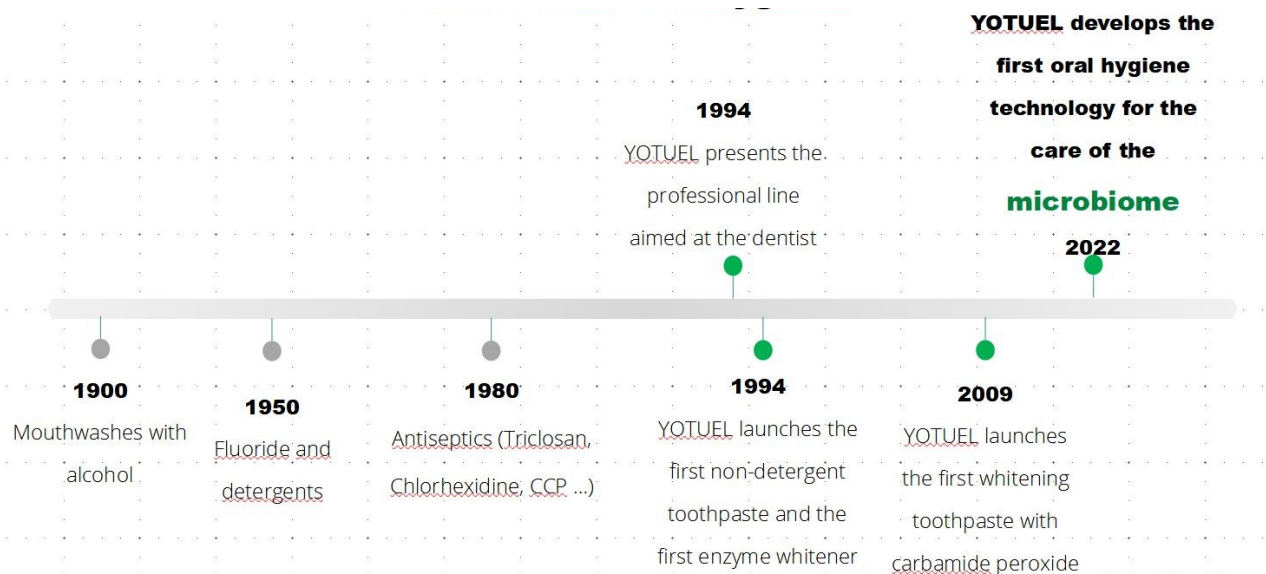 YOTUEL develops the
first oral hygiene
technology for the
care of the
microbiome
2022
1994
YOTUEL presents the
professional line
aimed at the dentist
1900
Mouthwashes with
alcohol
1950
Fluoride and
detergents
1980
Antiseptics (Triclosan,
Chlorhexidine, CCP ...)
1994
YOTUEL launches the
first non-detergent
toothpaste and the
first enzyme whitener
2009
YOTUEL launches
the first whitening
toothpaste with
carbamide peroxide